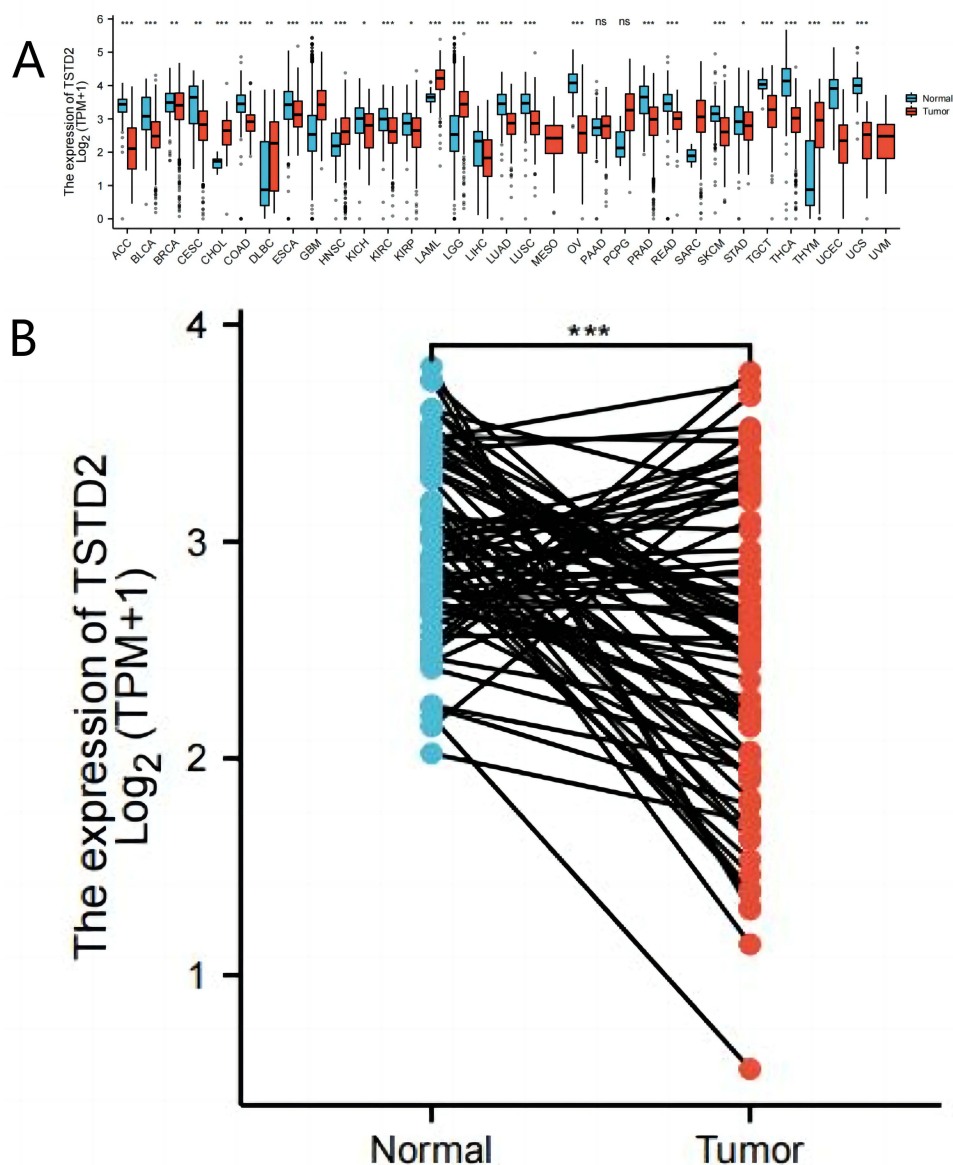 A
The expression of TSTD2
Log2 (TPM+1)
6
5
4
3
2
1
0
*** *** ** ** *** *** ** *** *** *** * *** * *** *** *** *** *** *** ns ns *** *** *** * *** *** *** *** ***
Normal
Tumor
ACC BLCA BRCA CESC CHOL COAD DLBC ESCA GBM HNSC KICH KIRC KIRP LAML LGG LIHC LUAD LUSC MESO OV PAAD PCPG PRAD READ SARC SKCM STAD TGCT THCA THYM UCEC UCS UVM
B
The expression of TSTD2
Log2 (TPM+1)
4
3
2
1
***
Normal Tumor